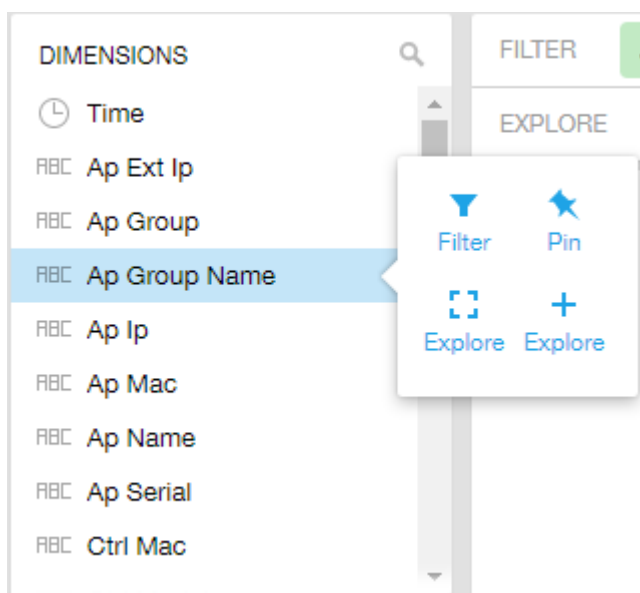 DIMENSIONS
Time
ABC Ap Ext Ip
ABC Ap Group
ABC Ap Group Name
ABC Ap Ip
ABC Ap Mac
ABC Ap Name
ABC Ap Serial
ABC Ctrl Mac
FILTER
EXPLORE
Filter Pin
Explore Explore